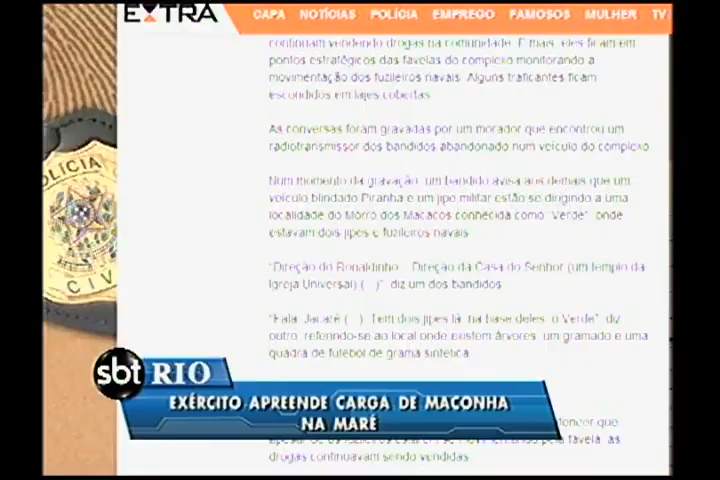 EXTRA
CAPA NOTÍCIAS POLÍCIA EMPREGO FAMOSOS MULHER TV
continuam vendendo drogas na comunidade. E mais, eles ficam em
pontos estratégicos das favelas do complexo monitorando a
movimentação dos fuzileiros navais. Alguns traficantes ficam
escondidos em lajes cobertas.
As conversas foram gravadas por um morador que encontrou um
radiotransmissor dos bandidos abandonado num veículo do complexo
Num momento da gravação, um bandido avisa aos demais que um
veículo blindado Piranha e um jipe militar estão se dirigindo a uma
localidade do Morro dos Macacos conhecida como "Verde", onde
estavam dois jipes e fuzileiros navais
"Direção do Ronaldinho... Direção da Casa do Senhor (um templo da
Igreja Universal) (...)", diz um dos bandidos.
"Fala, Jacaré (...). Tem dois jipes lá, na base deles, o Verde", diz
outro, referindo-se ao local onde existem árvores, um gramado e uma
quadra de futebol de grama sintética.
que
pela favela, as
drogas continuavam sendo vendidas.
POLÍCIA
CIV
sbt RIO
EXÉRCITO APREENDE CARGA DE MACONHA
NA MARÉ